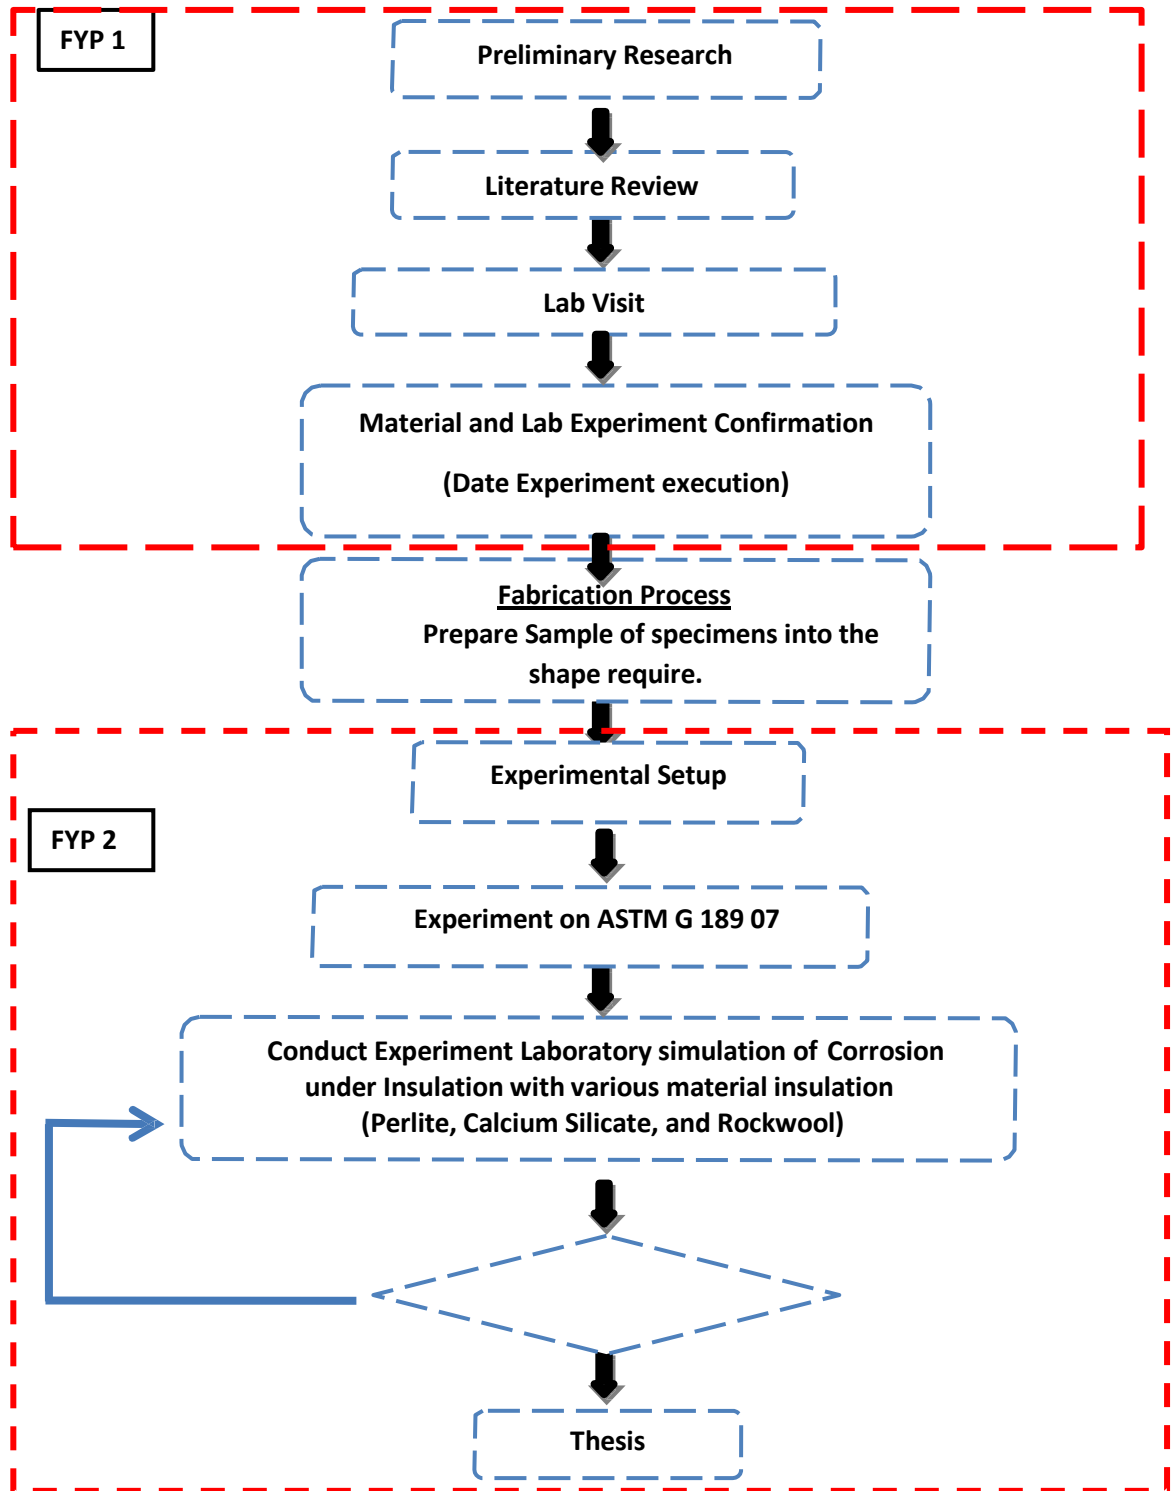 FYP 1
Preliminary Research
Literature Review
Lab Visit
Material and Lab Experiment Confirmation
(Date Experiment execution)
Fabrication Process
Prepare Sample of specimens into the
shape require.
Experimental Setup
FYP 2
Experiment on ASTM G 189 07
Conduct Experiment Laboratory simulation of Corrosion
under Insulation with various material insulation
(Perlite, Calcium Silicate, and Rockwool)
Thesis